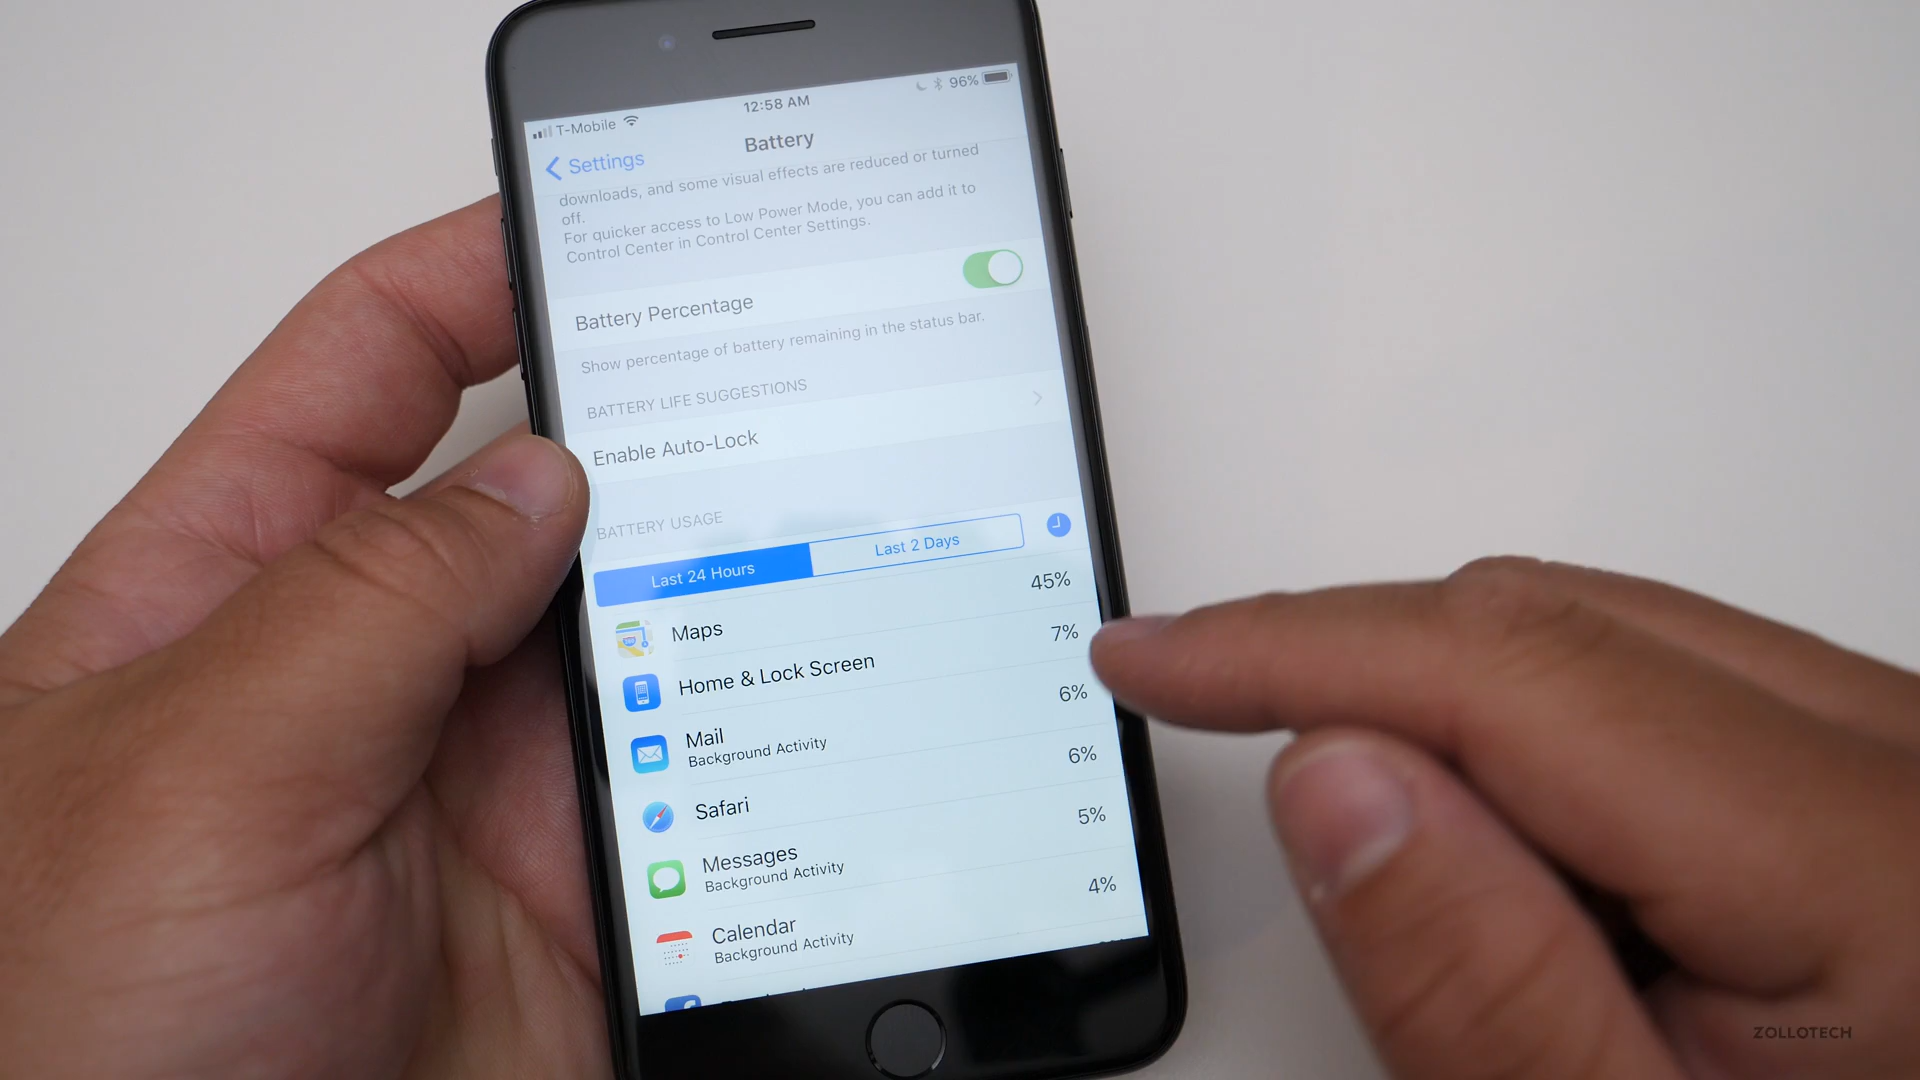 T-Mobile
12:58 AM
96%
Settings
Battery
downloads, and some visual effects are reduced or turned
off.
For quicker access to Low Power Mode, you can add it to
Control Center in Control Center Settings.
Battery Percentage
Show percentage of battery remaining in the status bar.
BATTERY LIFE SUGGESTIONS
Enable Auto-Lock
BATTERY USAGE
Last 24 Hours
Last 2 Days
Maps
45%
Home & Lock Screen
7%
Mail
Background Activity
6%
Safari
6%
Messages
Background Activity
5%
Calendar
Background Activity
4%
ZOLLOTECH